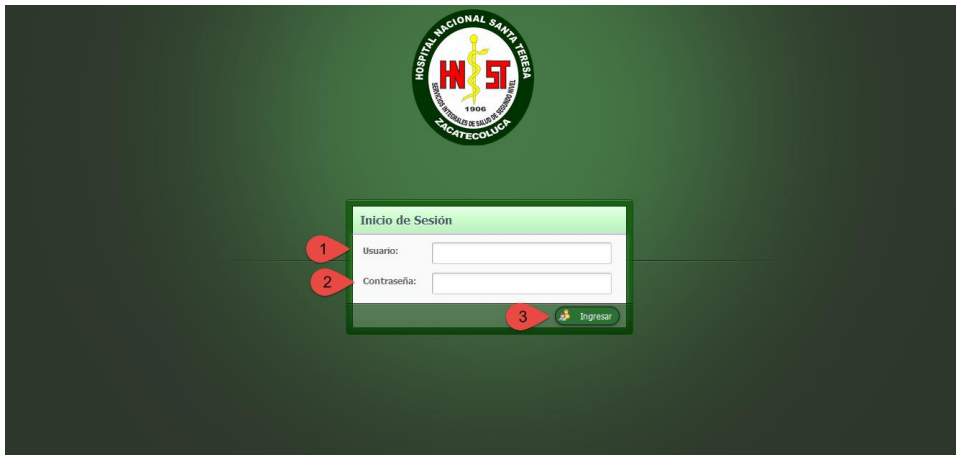 HOSPITAL NACIONAL SANTA TERESA
HN ST
SERVICIOS INTEGRALES DE SALUD DE SEGUNDO NIVEL
1906
ZACATECOLUCA
Inicio de Sesión
1 Usuario:
2 Contraseña:
3 Ingresar